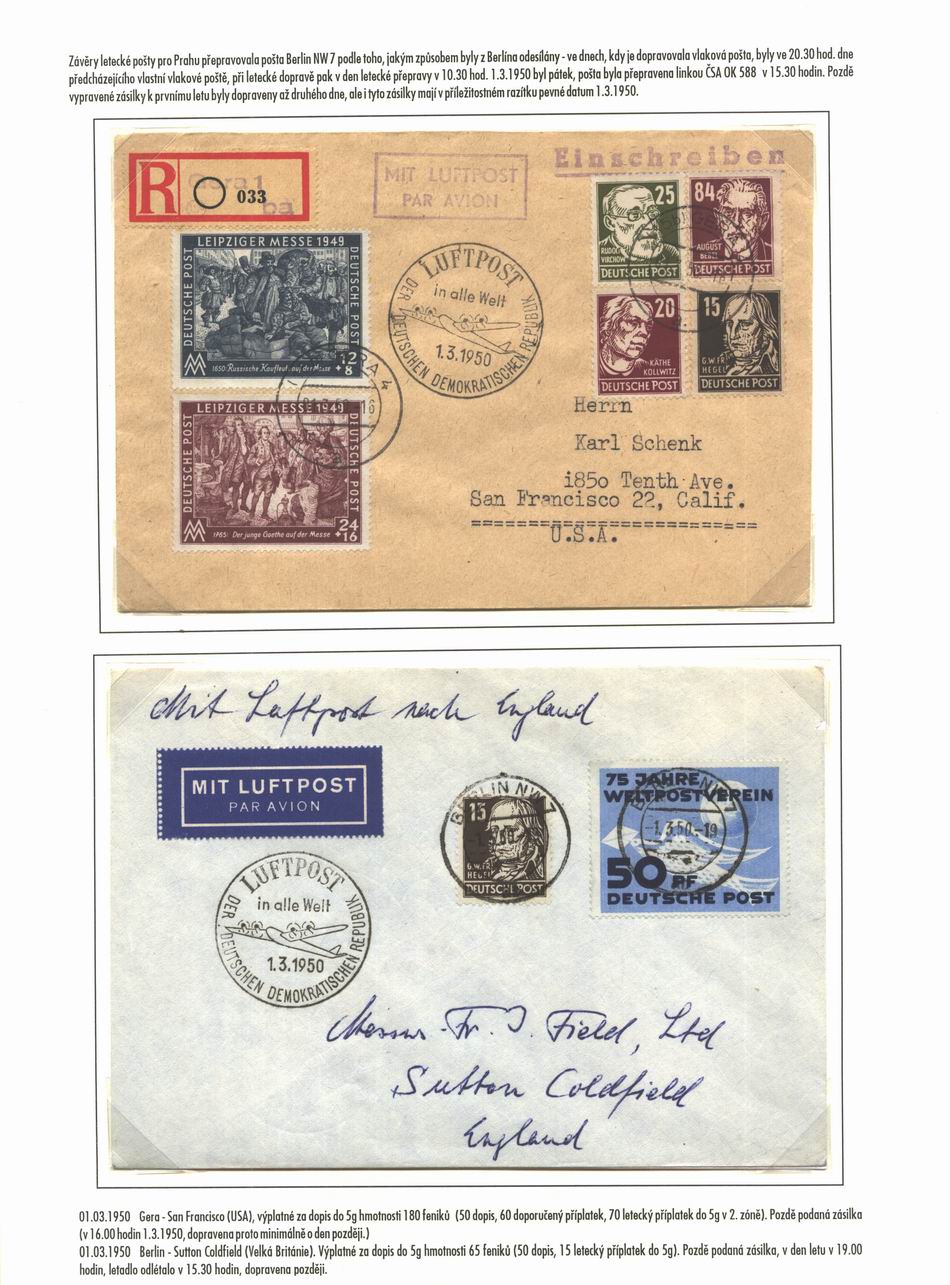 Závěry letecké pošty pro Prahu přepravovala pošta Berlin NW 7 podle toho, jakým způsobem byly z Berlína odesílány - ve dnech, kdy je dopravovala vlaková pošta, byly ve 20.30 hod. dne
předcházejícího vlastní vlakové poště, při letecké dopravě pak v den letecké přepravy v 10.30 hod. 1.3.1950 byl pátek, pošta byla přepravena linkou ČSA OK 588 v 15.30 hodin. Pozdě
vypravené zásilky k prvnímu letu byly dopraveny až druhého dne, ale i tyto zásilky mají v příležitostném razítku pevné datum 1.3.1950.
Einschreiben
R Gera 1
033
MIT LUFTPOST
PAR AVION
25
RUDOLF VIRCHOW
DEUTSCHE POST
84
AUGUST BEBEL
DEUTSCHE POST
LEIPZIGER MESSE 1949
DEUTSCHE POST
DEUTSCHE POST
12
+8
1650: Russische Kaufleut. auf der Messe
LUFTPOST
in alle Welt
1.3.1950
DER DEUTSCHEN DEMOKRATISCHEN REPUBLIK
20
KÄTHE
KOLLWITZ
DEUTSCHE POST
15
G.W.FR.
HEGEL
DEUTSCHE POST
LEIPZIGER MESSE 1949
DEUTSCHE POST
DEUTSCHE POST
24
+16
1765: Der junge Goethe auf der Messe
Herrn
Karl Schenk
i850 Tenth Ave.
San Francisco 22, Calif.
U.S.A.
Mit Luftpost nach England
MIT LUFTPOST
PAR AVION
BERLIN NW 7
15
G.W.FR.
HEGEL
DEUTSCHE POST
75 JAHRE
WELTPOSTVEREIN
BERLIN NW 7
-1.3.50.-19
50 PF
DEUTSCHE POST
LUFTPOST
in alle Welt
1.3.1950
DER DEUTSCHEN DEMOKRATISCHEN REPUBLIK
Messrs. Fr. J. Field, Ltd
Sutton Coldfield
England
01.03.1950 Gera - San Francisco (USA), výplatné za dopis do 5g hmotnosti 180 feniků (50 dopis, 60 doporučený příplatek, 70 letecký příplatek do 5g v 2. zóně). Pozdě podaná zásilka
(v 16.00 hodin 1.3.1950, dopravena proto minimálně o den později.)
01.03.1950 Berlin - Sutton Coldfield (Velká Británie). Výplatné za dopis do 5g hmotnosti 65 feniků (50 dopis, 15 letecký příplatek do 5g). Pozdě podaná zásilka, v den letu v 19.00
hodin, letadlo odlétalo v 15.30 hodin, dopravena později.